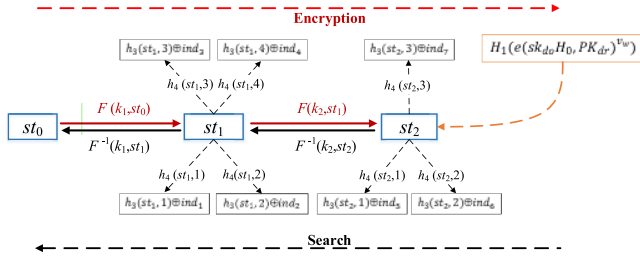 Encryption
h₃(st₁, 3)⊕ind₃
h₃(st₁, 4)⊕ind₄
h₃(st₂, 3)⊕ind₇
H₁(e(sk_do H₀, PK_dr)^{v_w})
h₄(st₁,3)
h₄(st₁,4)
h₄(st₂,3)
F(k₁,st₀)
F(k₂,st₁)
st₀
st₁
st₂
F⁻¹(k₁,st₁)
F⁻¹(k₂,st₂)
h₄(st₁,1)
h₄(st₁,2)
h₄(st₂,1)
h₄(st₂,2)
h₃(st₁, 1)⊕ind₁
h₃(st₁, 2)⊕ind₂
h₃(st₂, 1)⊕ind₅
h₃(st₂, 2)⊕ind₆
Search